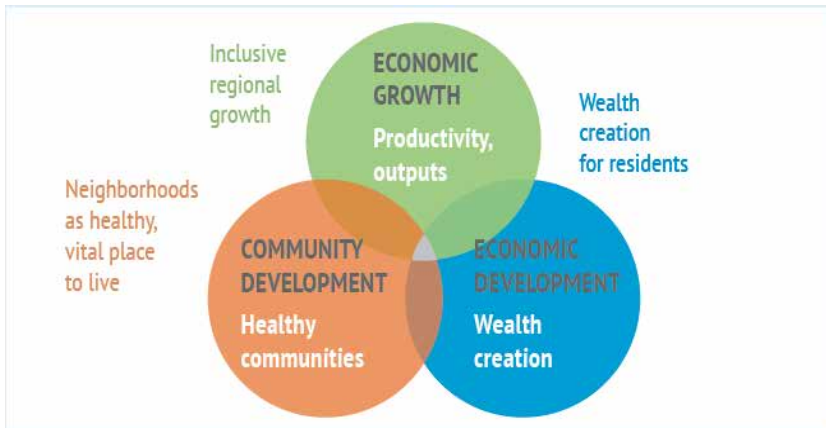 Inclusive
regional
growth
ECONOMIC
GROWTH
Productivity,
outputs
Wealth
creation
for residents
Neighborhoods
as healthy,
vital place
to live
COMMUNITY
DEVELOPMENT
Healthy
communities
ECONOMIC
DEVELOPMENT
Wealth
creation